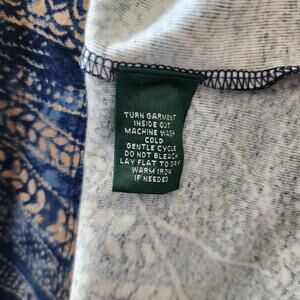 TURN GARMENT
INSIDE OUT
MACHINE WASH
COLD
GENTLE CYCLE
DO NOT BLEACH
LAY FLAT TO DRY
WARM IRON
IF NEEDED